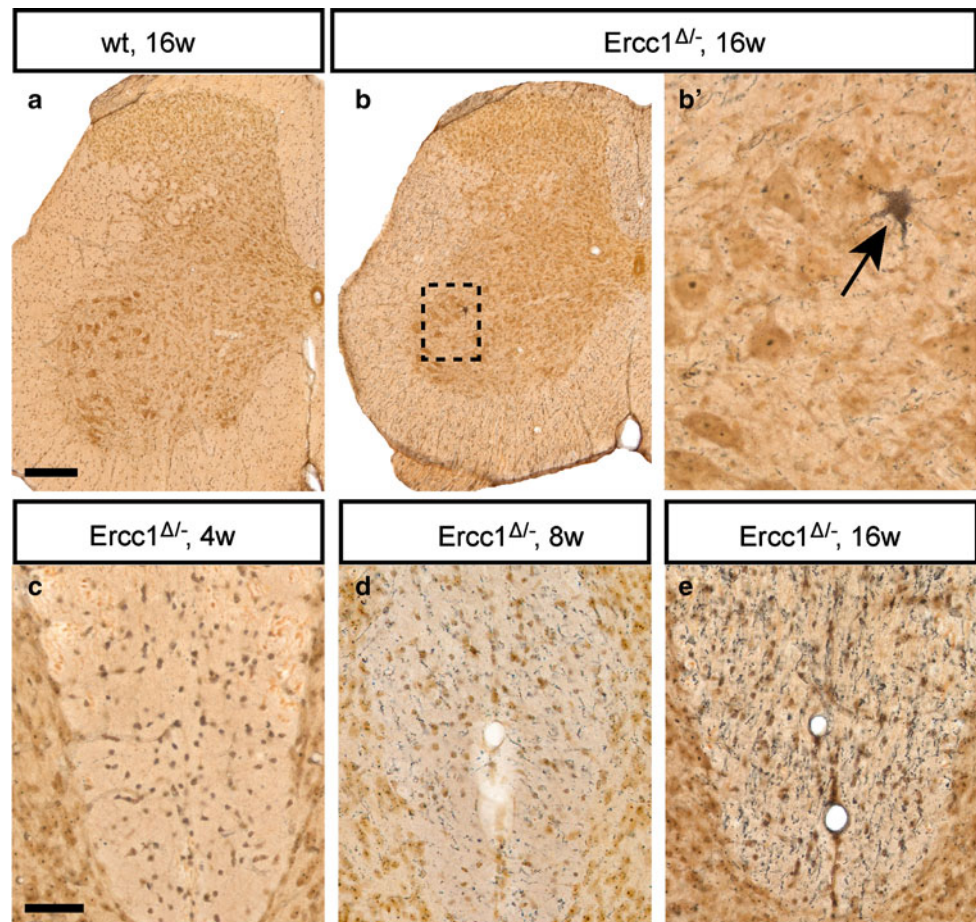 wt, 16w
Ercc1Δ/-, 16w
a
b
b'
Ercc1Δ/-, 4w
Ercc1Δ/-, 8w
Ercc1Δ/-, 16w
c
d
e